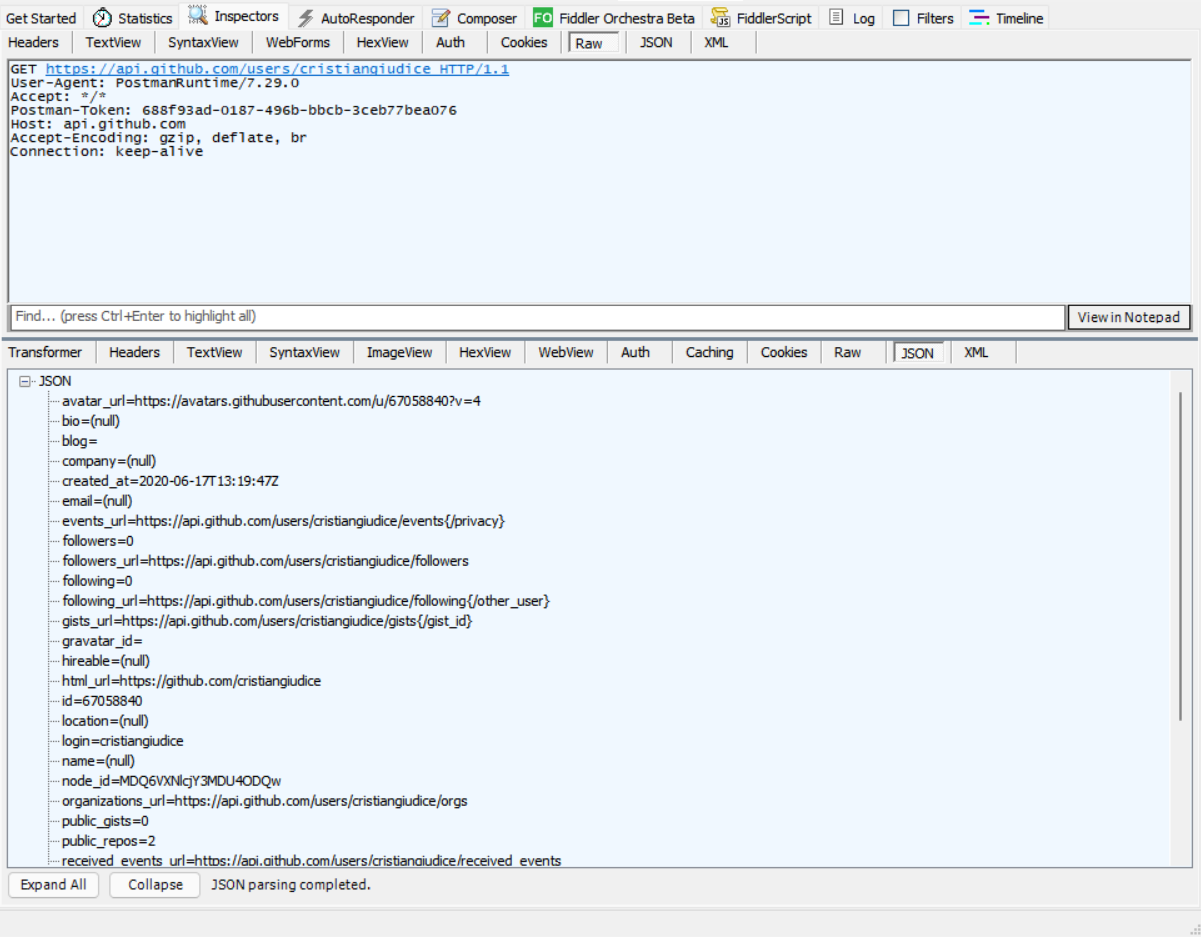 Get Started Statistics Inspectors AutoResponder Composer FO Fiddler Orchestra Beta FiddlerScript Log Filters Timeline
Headers TextView SyntaxView WebForms HexView Auth Cookies Raw JSON XML
GET https://api.github.com/users/cristiangiudice HTTP/1.1
User-Agent: PostmanRuntime/7.29.0
Accept: */*
Postman-Token: 688f93ad-0187-496b-bbcb-3ceb77bea076
Host: api.github.com
Accept-Encoding: gzip, deflate, br
Connection: keep-alive
Find... (press Ctrl+Enter to highlight all) View in Notepad
Transformer Headers TextView SyntaxView ImageView HexView WebView Auth Caching Cookies Raw JSON XML
JSON
avatar_url=https://avatars.githubusercontent.com/u/67058840?v=4
bio=(null)
blog=
company=(null)
created_at=2020-06-17T13:19:47Z
email=(null)
events_url=https://api.github.com/users/cristiangiudice/events{/privacy}
followers=0
followers_url=https://api.github.com/users/cristiangiudice/followers
following=0
following_url=https://api.github.com/users/cristiangiudice/following{/other_user}
gists_url=https://api.github.com/users/cristiangiudice/gists{/gist_id}
gravatar_id=
hireable=(null)
html_url=https://github.com/cristiangiudice
id=67058840
location=(null)
login=cristiangiudice
name=(null)
node_id=MDQ6VXNlcjY3MDU4ODQw
organizations_url=https://api.github.com/users/cristiangiudice/orgs
public_gists=0
public_repos=2
received_events_url=https://api.github.com/users/cristiangiudice/received_events
Expand All Collapse JSON parsing completed.